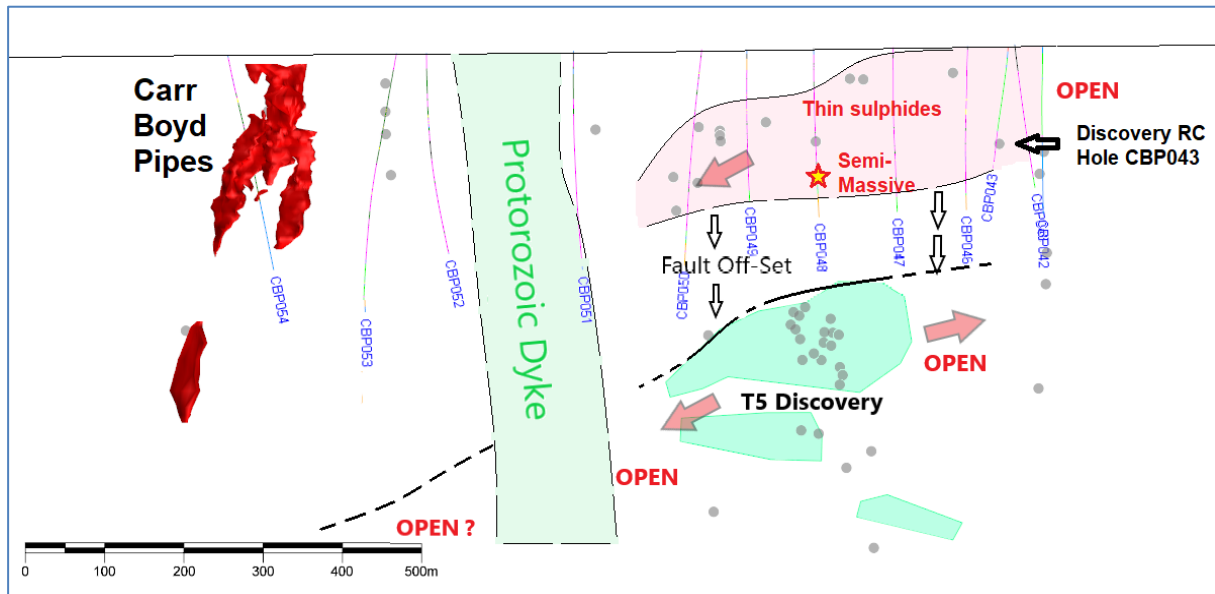 Carr
Boyd
Pipes
Protorozoic Dyke
Thin sulphides
OPEN
Discovery RC
Hole CBP043
Semi-
Massive
Fault Off-Set
CBP054
CBP053
CBP052
CBP051
CBP050
CBP049
CBP048
CBP047
CBP046
CBP043
CBP042
OPEN
T5 Discovery
OPEN
OPEN ?
0
100
200
300
400
500m